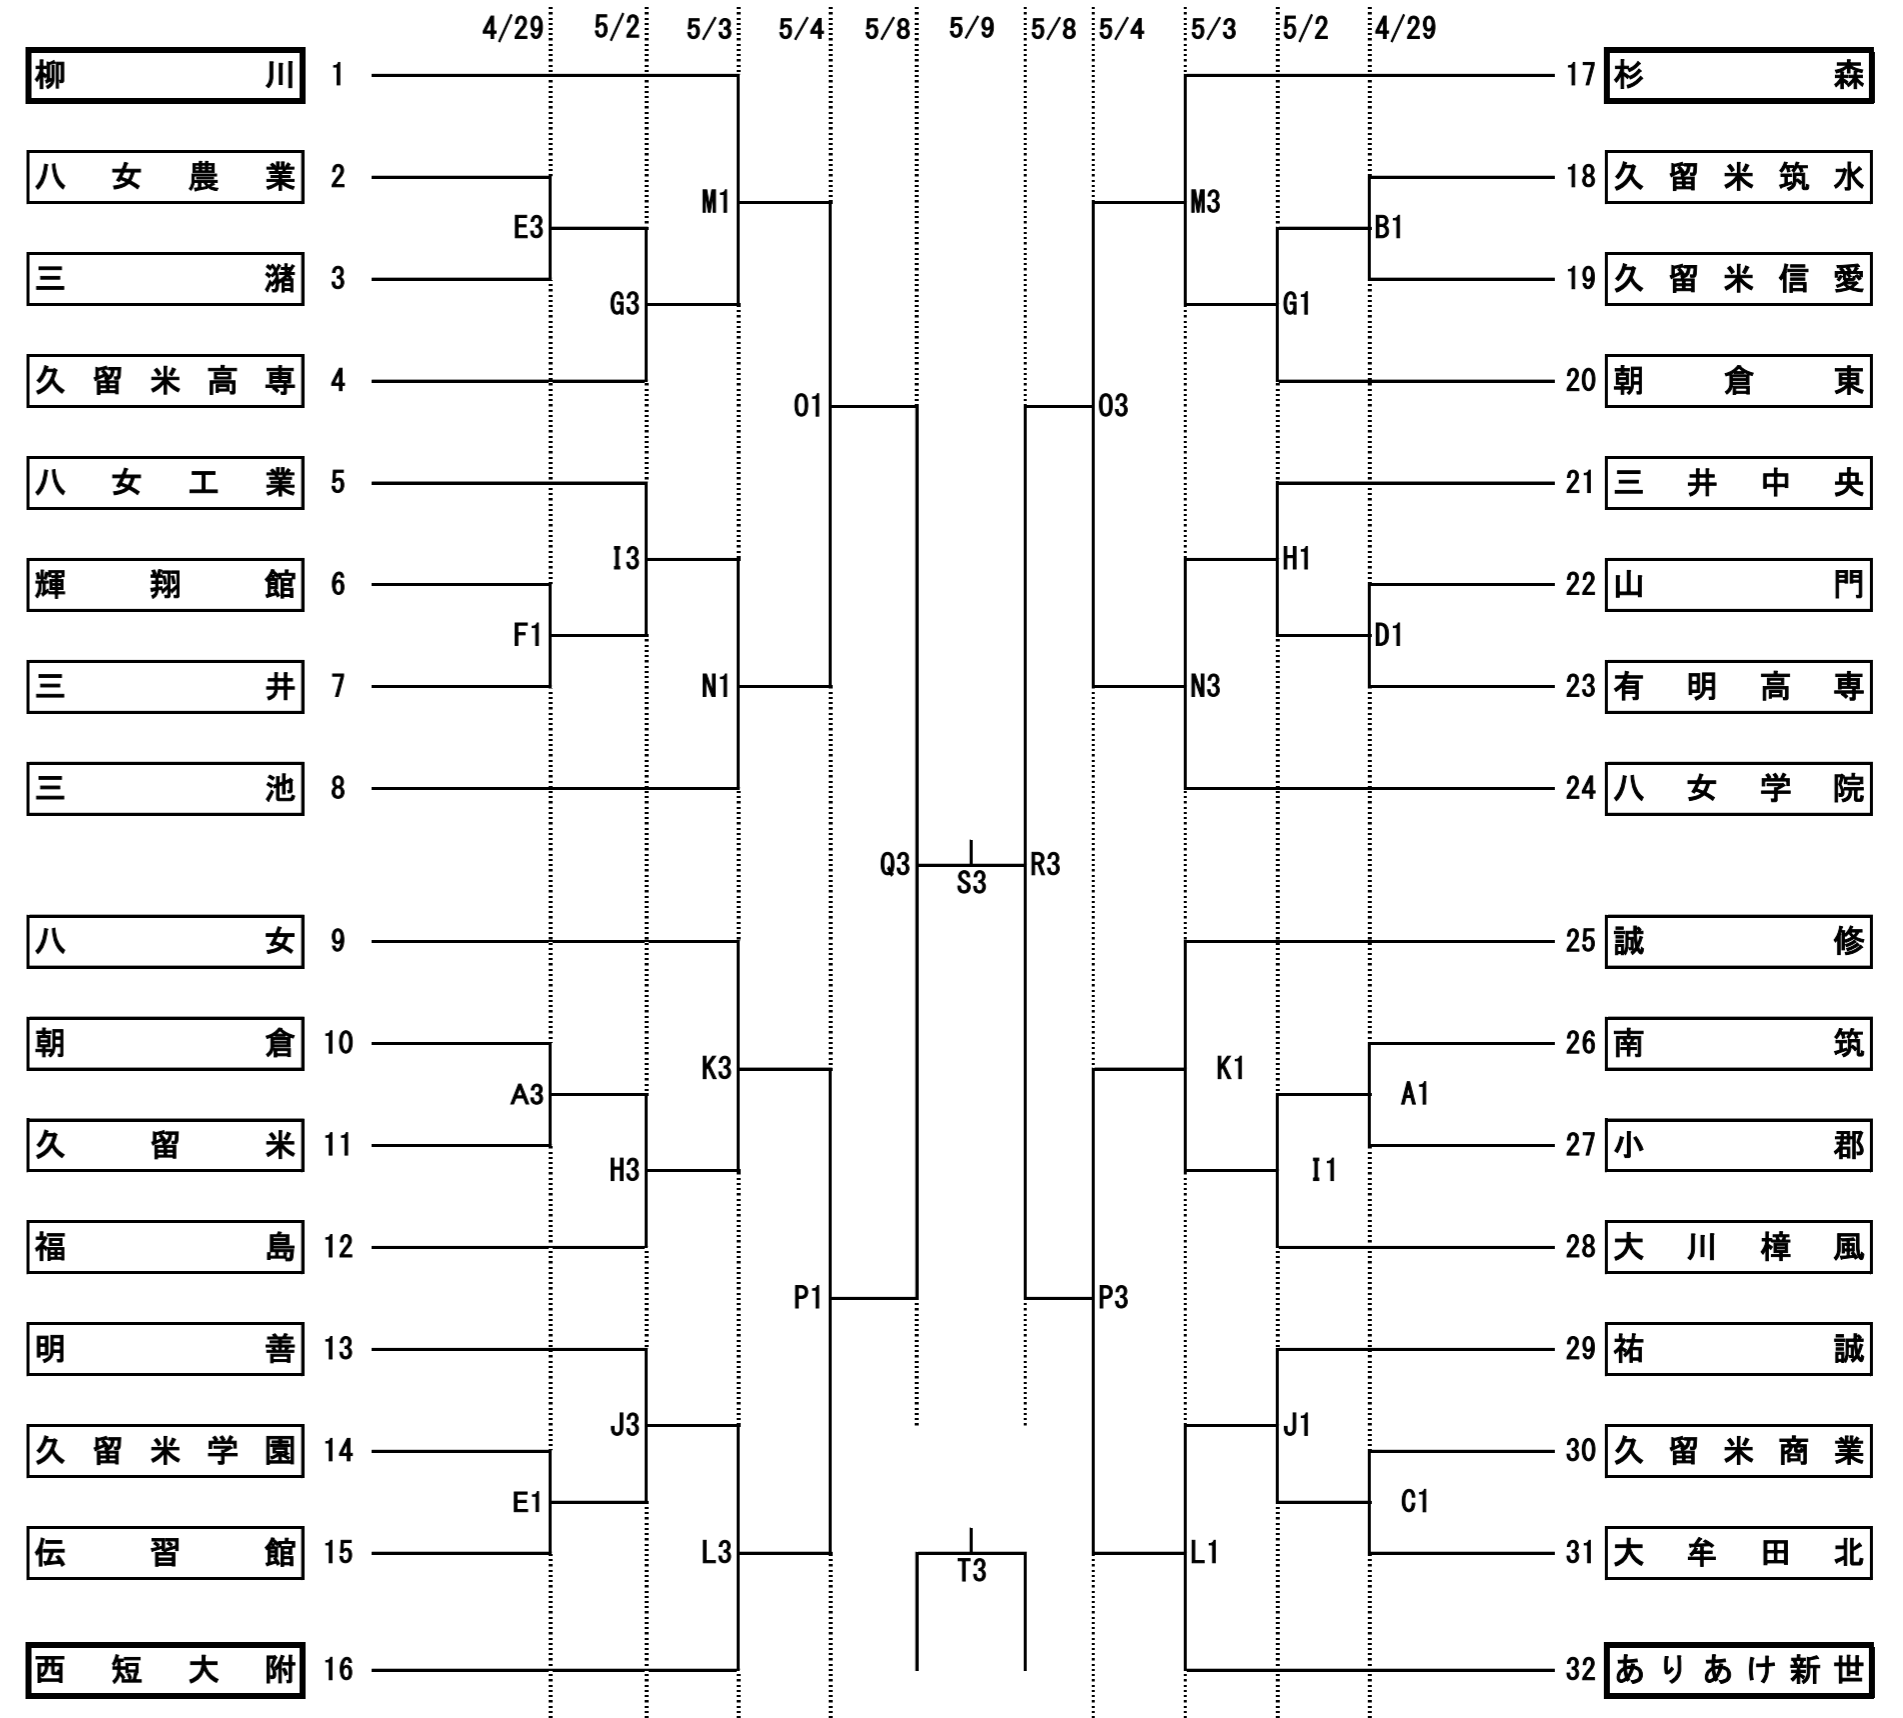 4/29 5/2 5/3 5/4 5/8 5/9 5/8 5/4 5/3 5/2 4/29
柳川 1 17 杉森
八女農業 2 18 久留米筑水
M1 M3
E3 B1
三潴 3 19 久留米信愛
G3 G1
久留米高専 4 20 朝倉東
O1 O3
八女工業 5 21 三井中央
I3 H1
輝翔館 6 22 山門
F1 D1
三井 7 N1 N3 23 有明高専
三池 8 24 八女学院
Q3 R3
S3
八女 9 25 誠修
朝倉 10 26 南筑
K3 K1
A3 A1
久留米 11 27 小郡
H3 I1
福島 12 28 大川樟風
P1 P3
明善 13 29 祐誠
J3 J1
久留米学園 14 30 久留米商業
E1 C1
伝習館 15 L3 L1 31 大牟田北
T3
西短大附 16 32 ありあけ新世